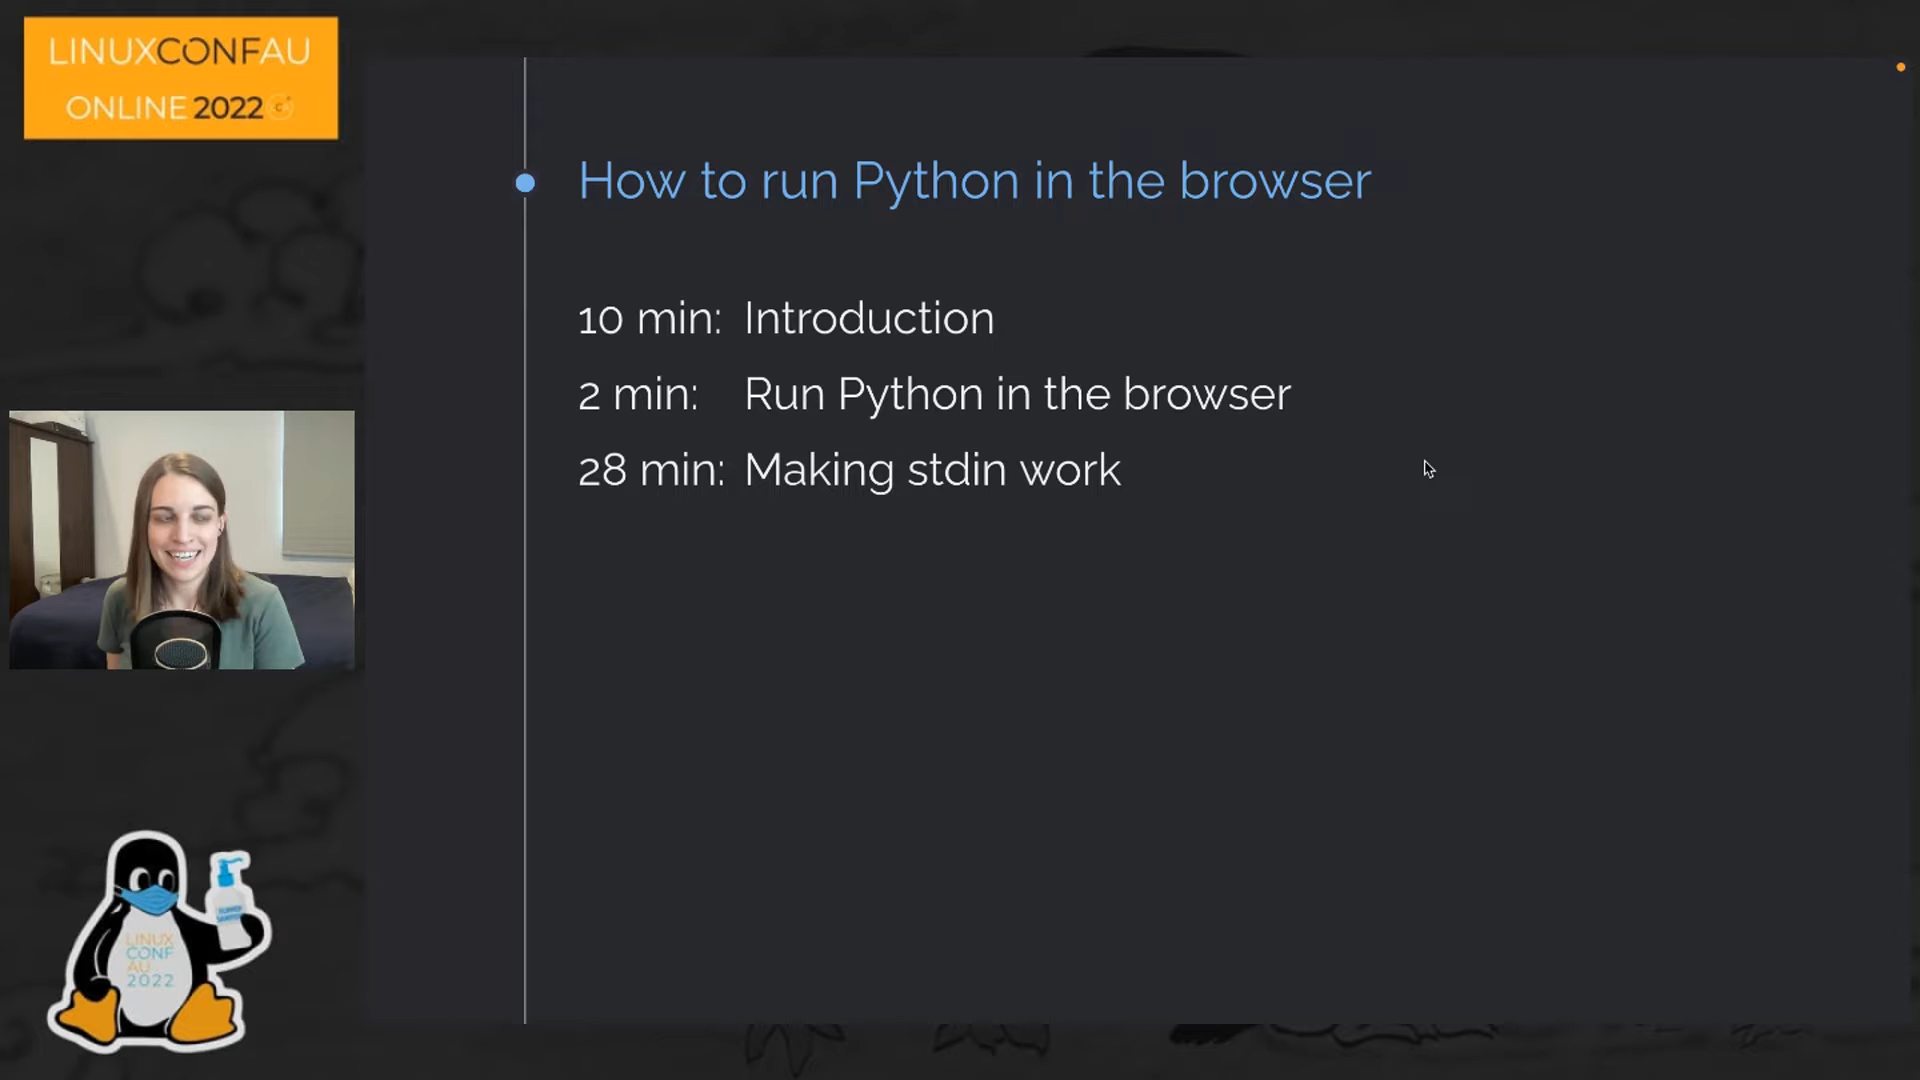 LINUXCONFAU
ONLINE 2022
How to run Python in the browser
10 min: Introduction
2 min: Run Python in the browser
28 min: Making stdin work
LINUX
CONF
AU
2022